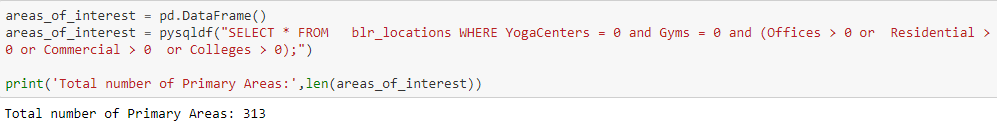 areas_of_interest = pd.DataFrame()
areas_of_interest = pysqldf("SELECT * FROM   blr_locations WHERE YogaCenters = 0 and Gyms = 0 and (Offices > 0 or  Residential >
0 or Commercial > 0  or Colleges > 0);")
print('Total number of Primary Areas:',len(areas_of_interest))
Total number of Primary Areas: 313